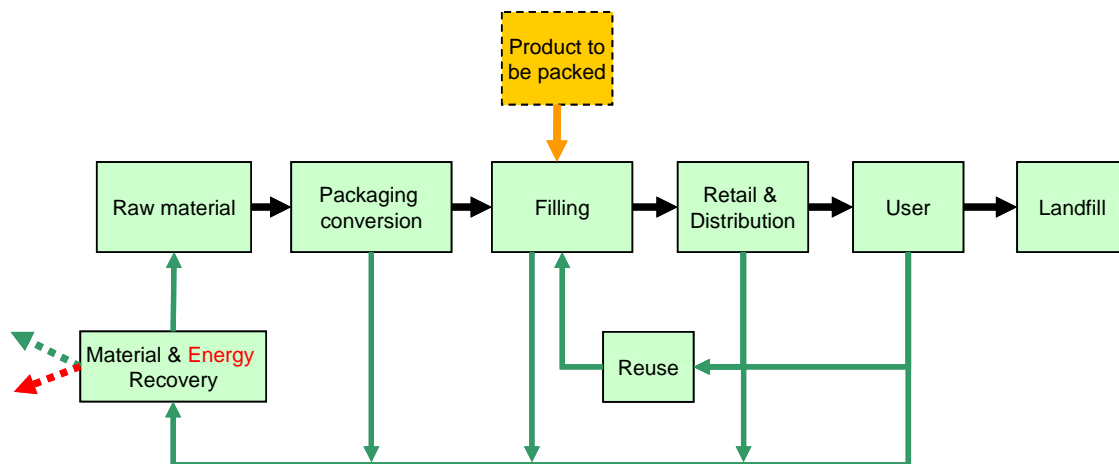 Product to
be packed
Raw material
Packaging
conversion
Filling
Retail &
Distribution
User
Landfill
Material & Energy
Recovery
Reuse